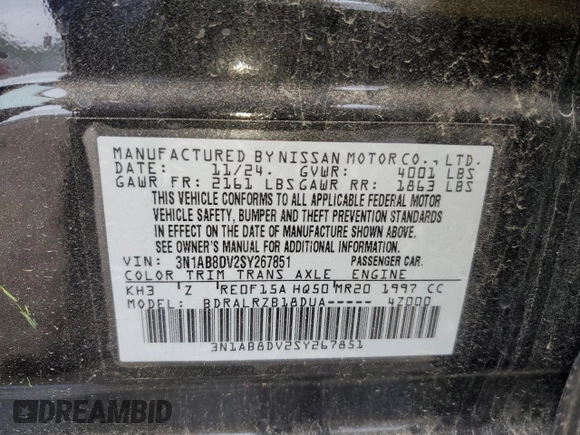 MANUFACTURED BY NISSAN MOTOR CO., LTD.
DATE: 11/24. GVWR: 4001 LBS
GAWR FR: 2161 LBS GAWR RR: 1863 LBS
THIS VEHICLE CONFORMS TO ALL APPLICABLE FEDERAL MOTOR
VEHICLE SAFETY, BUMPER AND THEFT PREVENTION STANDARDS
IN EFFECT ON THE DATE OF MANUFACTURE SHOWN ABOVE.
SEE OWNER'S MANUAL FOR ADDITIONAL INFORMATION.
VIN: 3N1AB8DV2SY267851 PASSENGER CAR.
COLOR TRIM TRANS AXLE ENGINE
KH3 Z RE0F15A HQ50 MR20 1997 CC
MODEL: BDRALRZB18DUA----- 4Z000
3N1AB8DV2SY267851
DREAMBID